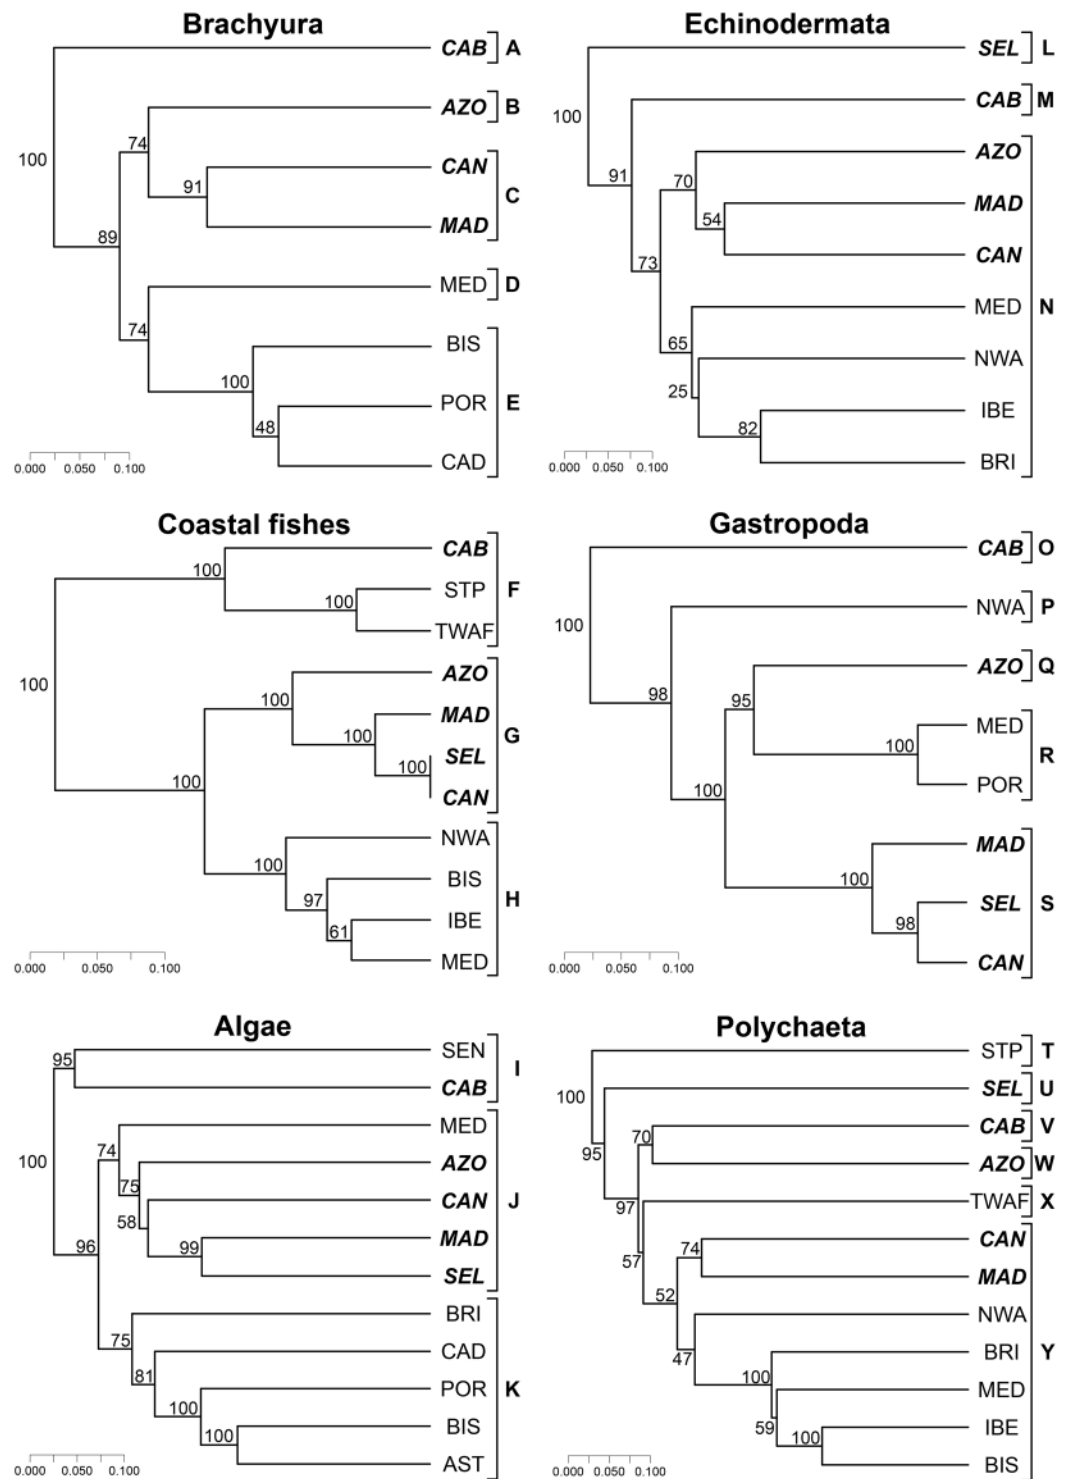 Brachyura
CAB A
AZO B
74
CAN
100
91
C
MAD
89
MED D
74
BIS
100
POR E
48
CAD
0.000 0.050 0.100
Echinodermata
SEL L
CAB M
100
AZO
91
70
MAD
54
CAN
73
MED N
65
NWA
25
IBE
82
BRI
0.000 0.050 0.100
Coastal fishes
CAB
100
STP F
100
TWAF
AZO
100
100
MAD
100
G
SEL
100
100
CAN
NWA
100
BIS
97
H
IBE
61
MED
0.000 0.050 0.100
Gastropoda
CAB O
NWA P
100
AZO Q
98
95
MED
100
R
POR
100
MAD
100
SEL S
98
CAN
0.000 0.050 0.100
Algae
SEN
95
I
CAB
MED
74
100
AZO
75
CAN J
58
MAD
96
99
SEL
BRI
75
CAD
81
POR K
100
BIS
100
AST
0.000 0.050 0.100
Polychaeta
STP T
SEL U
100
CAB V
70
95
AZO W
TWAF X
97
CAN
74
57
MAD
52
NWA
47
BRI Y
100
MED
59
IBE
100
BIS
0.000 0.050 0.100